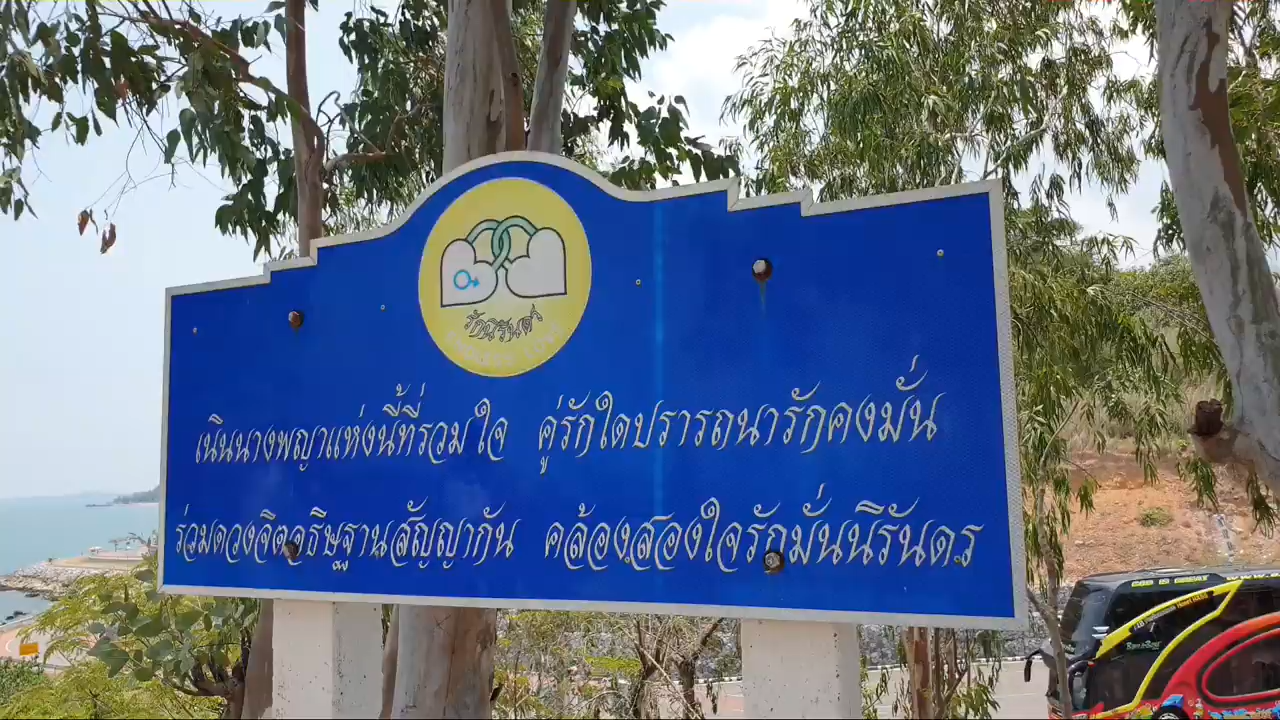 รักนิรันดร์
เนินนางพญาแห่งนี้ที่รวมใจ คู่รักใดปรารถนารักคงมั่น
ร่วมดวงจิตอธิษฐานสัญญากัน คล้องสองใจรักมั่นนิรันดร
GOD IS GREAT